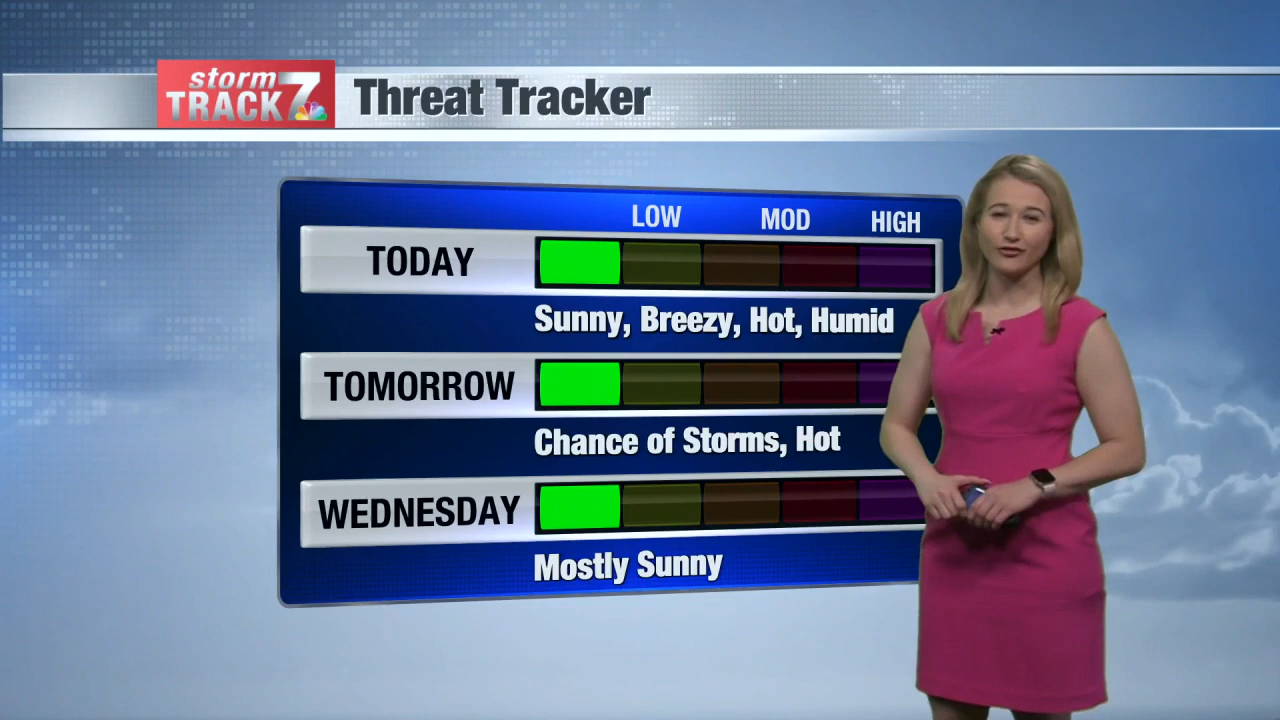 storm
TRACK 7
Threat Tracker
LOW MOD HIGH
TODAY
Sunny, Breezy, Hot, Humid
TOMORROW
Chance of Storms, Hot
WEDNESDAY
Mostly Sunny